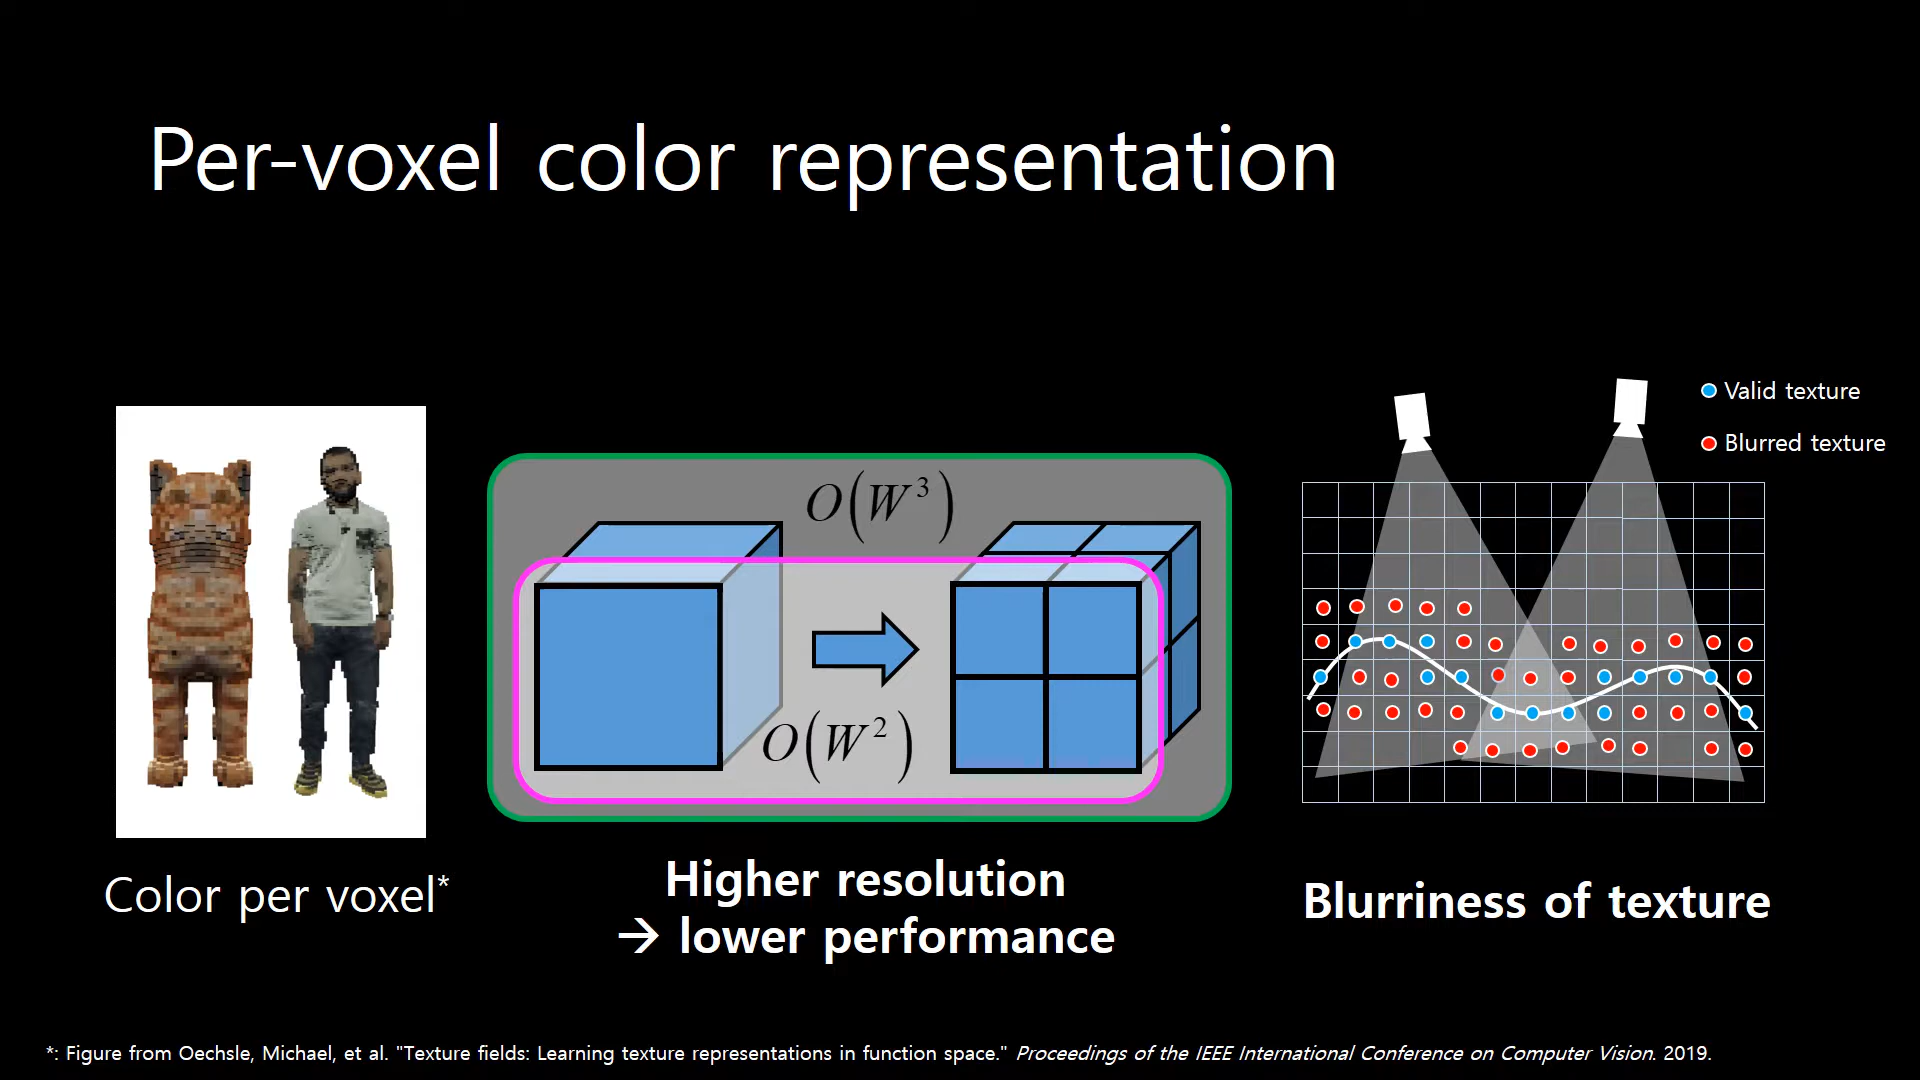 Per-voxel color representation
Valid texture
Blurred texture
O(W³)
O(W²)
Color per voxel*
Higher resolution
→ lower performance
Blurriness of texture
*: Figure from Oechsle, Michael, et al. "Texture fields: Learning texture representations in function space." Proceedings of the IEEE International Conference on Computer Vision. 2019.